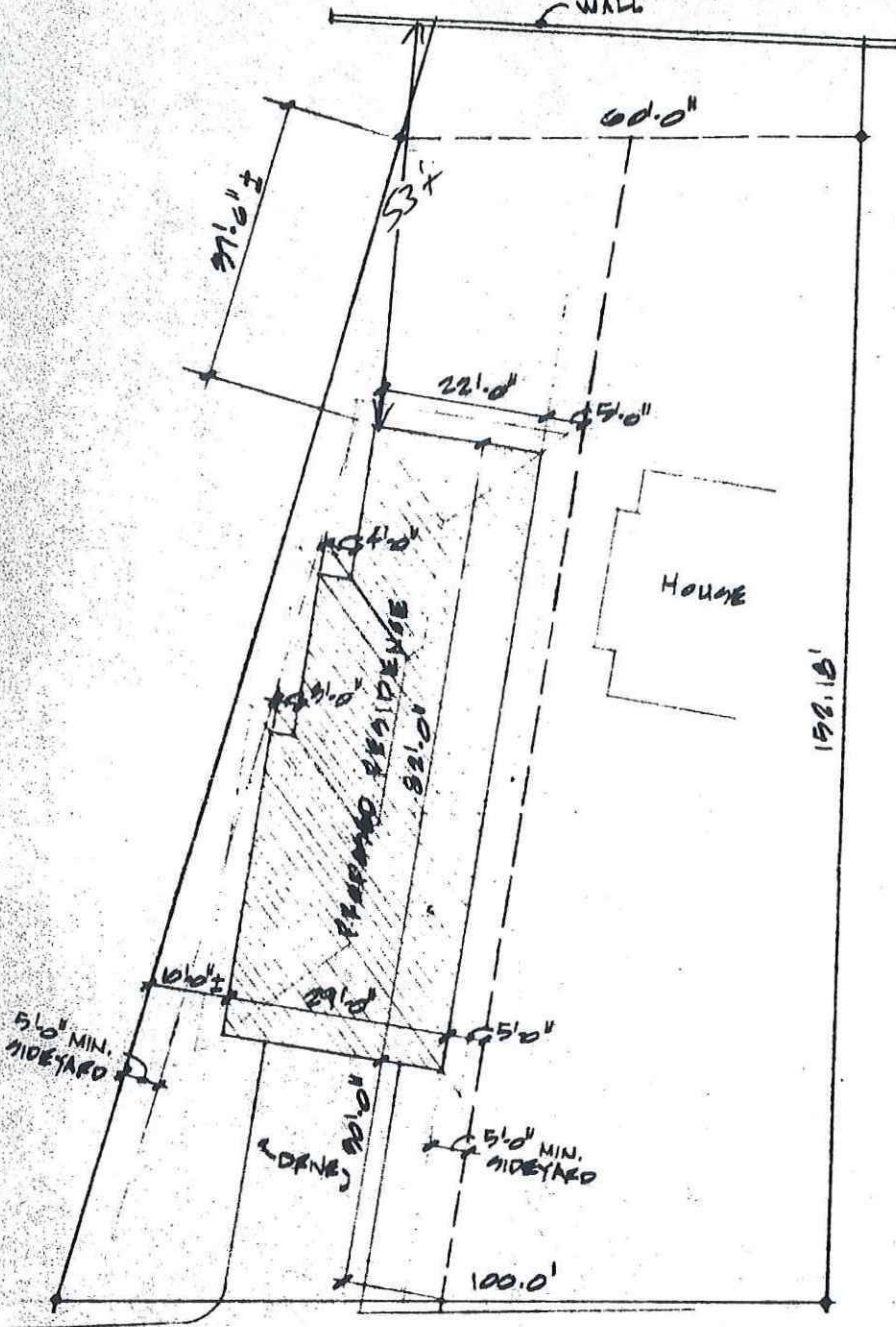 WALL
60'.0"
53'±
37'-6" ±
22'.0"
5'.0"
4'.0"
HOUSE
3'.0"
PROPOSED RESIDENCE
82'.0"
152.18'
10'.0"±
29'.0"
5'.0"
5'.0" MIN.
SIDEYARD
30'.0"
5'.0" MIN.
SIDEYARD
DRIVE
100.0'